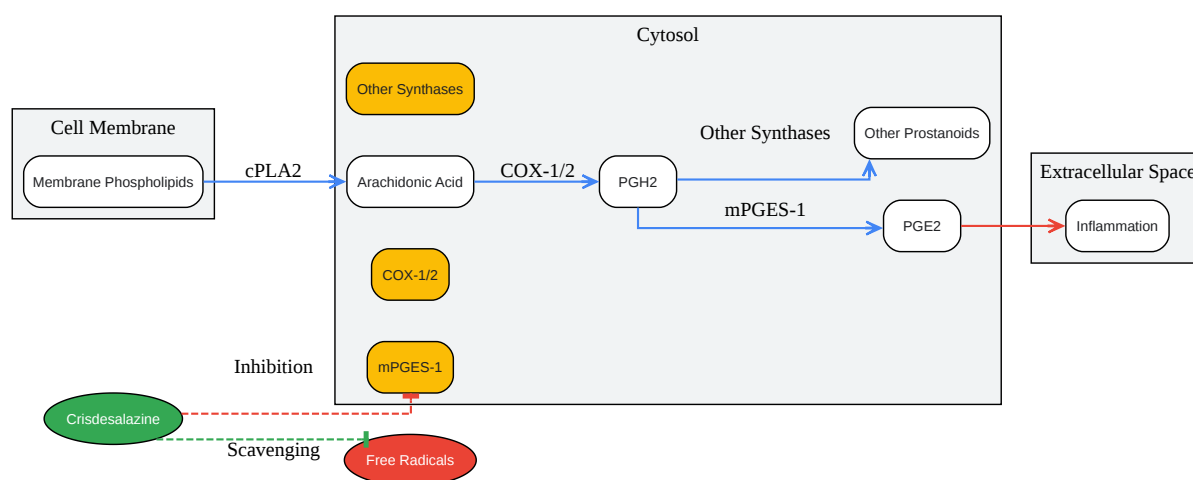 Cytosol
Other Synthases
Cell Membrane
Other Synthases
Other Prostanoids
Membrane Phospholipids
cPLA2
Arachidonic Acid
COX-1/2
PGH2
Extracellular Space
mPGES-1
PGE2
Inflammation
COX-1/2
Inhibition
mPGES-1
Crisdesalazine
Scavenging
Free Radicals